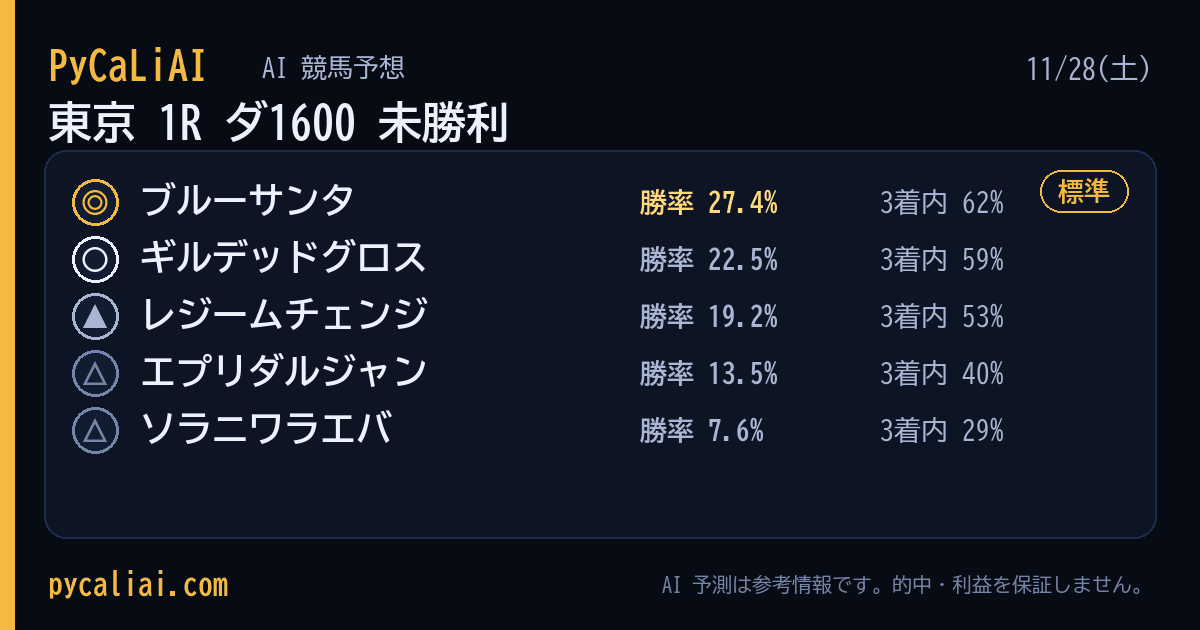 PyCaLiAI AI 競馬予想 11/28(土)
東京 1R ダ1600 未勝利
◎ ブルーサンタ 勝率 27.4% 3着内 62% 標準
○ ギルデッドグロス 勝率 22.5% 3着内 59%
▲ レジームチェンジ 勝率 19.2% 3着内 53%
△ エプリダルジャン 勝率 13.5% 3着内 40%
△ ソラニワラエバ 勝率 7.6% 3着内 29%
pycaliai.com AI 予測は参考情報です。的中・利益を保証しません。